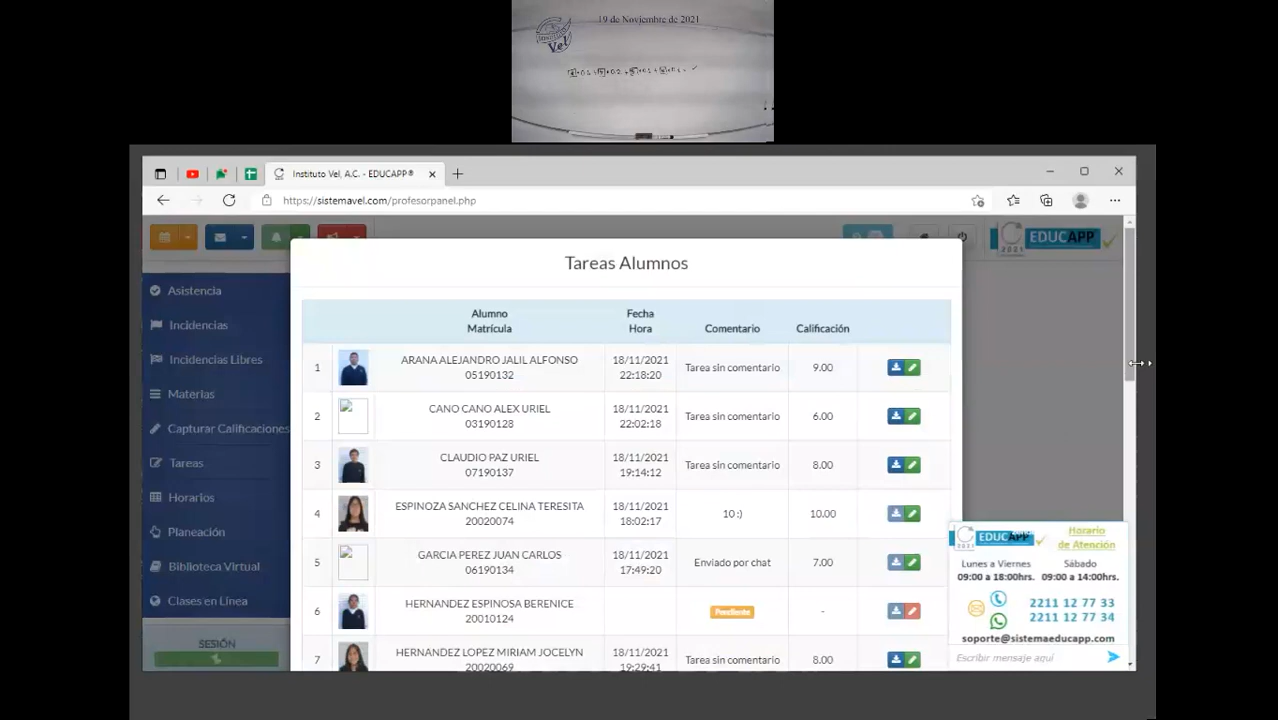 19 de Noviembre de 2021
Vel
Instituto Vel, A.C. - EDUCAPP®
https://sistemavel.com/profesorpanel.php
2021
EDUCAPP
Tareas Alumnos
Asistencia
Incidencias
Incidencias Libres
Materias
Capturar Calificaciones
Tareas
Horarios
Planeación
Biblioteca Virtual
Clases en Línea
SESIÓN
Alumno Matrícula Fecha Hora Comentario Calificación
1 ARANA ALEJANDRO JALIL ALFONSO 05190132 18/11/2021 22:18:20 Tarea sin comentario 9.00
2 CANO CANO ALEX URIEL 03190128 18/11/2021 22:02:18 Tarea sin comentario 6.00
3 CLAUDIO PAZ URIEL 07190137 18/11/2021 19:14:12 Tarea sin comentario 8.00
4 ESPINOZA SANCHEZ CELINA TERESITA 20020074 18/11/2021 18:02:17 10 :) 10.00
5 GARCIA PEREZ JUAN CARLOS 06190134 18/11/2021 17:49:20 Enviado por chat 7.00
6 HERNANDEZ ESPINOSA BERENICE 20010124 Pendiente -
7 HERNANDEZ LOPEZ MIRIAM JOCELYN 20020069 18/11/2021 19:29:41 Tarea sin comentario 8.00
EDUCAPP
Horario de Atención
Lunes a Viernes Sábado
09:00 a 18:00hrs. 09:00 a 14:00hrs.
2211 12 77 33
2211 12 77 34
soporte@sistemaeducapp.com
Escribir mensaje aquí